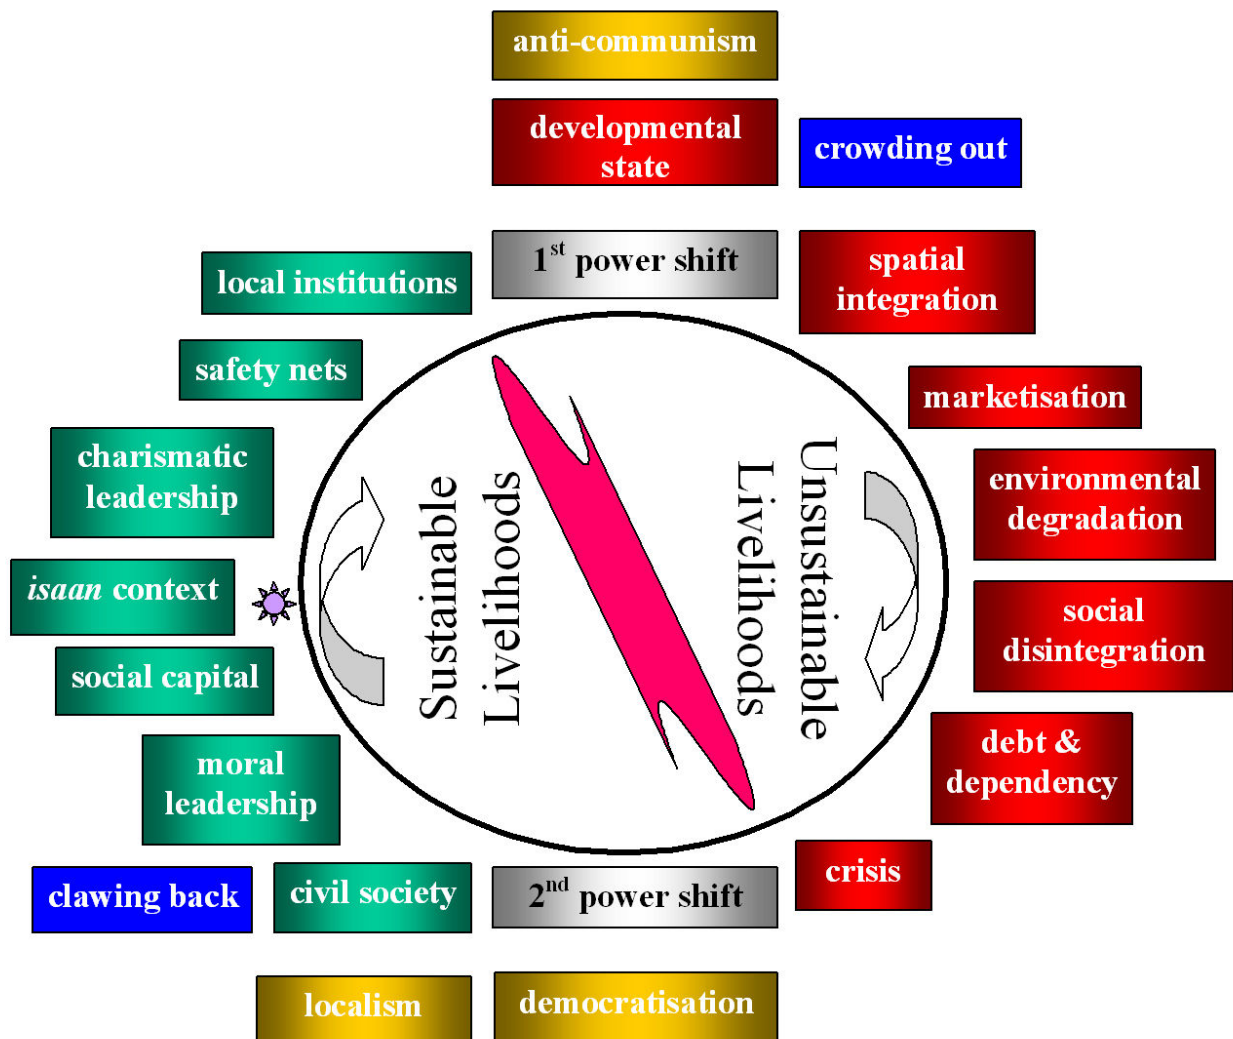 anti-communism
developmental
state
crowding out
1st power shift
spatial
integration
local institutions
safety nets
marketisation
charismatic
leadership
environmental
degradation
isaan context
social
disintegration
social capital
Sustainable
Livelihoods
Unsustainable
Livelihoods
moral
leadership
debt &
dependency
crisis
clawing back
civil society
2nd power shift
localism
democratisation